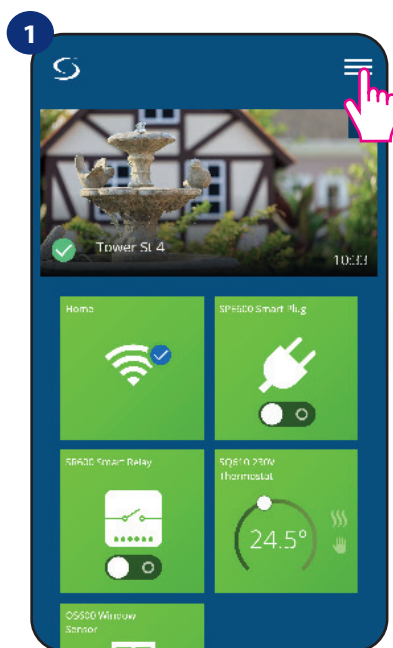 1
Tower St 4
10:33
Home
SPE600 Smart Plug
SR600 Smart Relay
SQ610 230V
Thermostat
24.5°
OS600 Window
Sensor